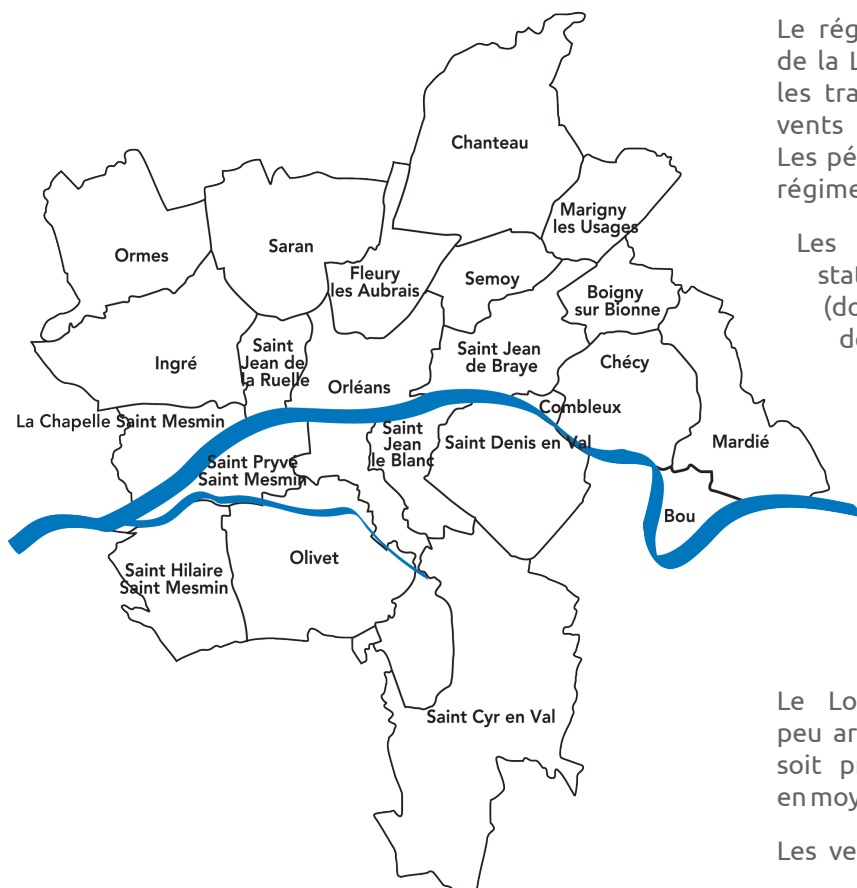 Chanteau
Marigny
les Usages
Ormes
Saran
Fleury
les Aubrais
Semoy
Boigny
sur Bionne
Ingré
Saint
Jean de
la Ruelle
Orléans
Saint Jean
de Braye
Chécy
La Chapelle Saint Mesmin
Combleux
Saint
Jean
le Blanc
Saint Denis en Val
Mardié
Saint Pryvé
Saint Mesmin
Bou
Saint Hilaire
Saint Mesmin
Olivet
Saint Cyr en Val
Le rég
de la L
les tra
vents
Les pé
régime
Les
stat
(do
de
Le Lo
peu ar
soit p
en moy
Les ve